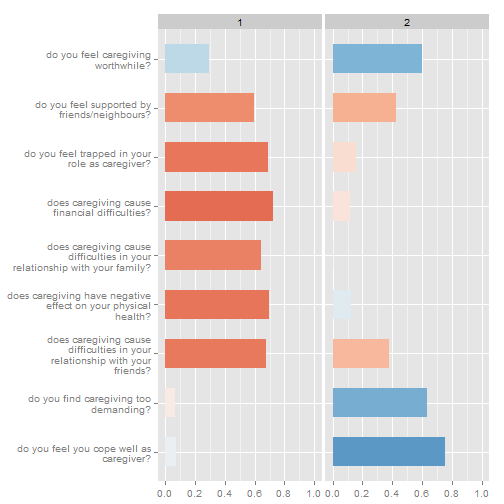 1 2
do you feel caregiving
worthwhile?
do you feel supported by
friends/neighbours?
do you feel trapped in your
role as caregiver?
does caregiving cause
financial difficulties?
does caregiving cause
difficulties in your
relationship with your family?
does caregiving have negative
effect on your physical
health?
does caregiving cause
difficulties in your
relationship with your
friends?
do you find caregiving too
demanding?
do you feel you cope well as
caregiver?
0.0 0.2 0.4 0.6 0.8 1.0 0.0 0.2 0.4 0.6 0.8 1.0